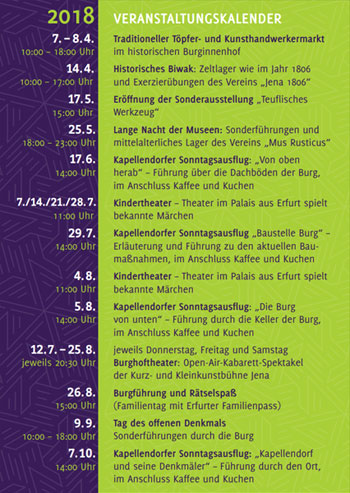 2018 VERANSTALTUNGSKALENDER
7. – 8.4. Traditioneller Töpfer- und Kunsthandwerkermarkt
10:00 – 18:00 Uhr im historischen Burginnenhof
14.4. Historisches Biwak: Zeltlager wie im Jahr 1806
10:00 – 17:00 Uhr und Exerzierübungen des Vereins „Jena 1806“
17.5. Eröffnung der Sonderausstellung „Teuflisches
15:00 Uhr Werkzeug“
25.5. Lange Nacht der Museen: Sonderführungen und
18:00 – 23:00 Uhr mittelalterliches Lager des Vereins „Mus Rusticus“
17.6. Kapellendorfer Sonntagsausflug: „Von oben
14:00 Uhr herab“ – Führung über die Dachböden der Burg,
im Anschluss Kaffee und Kuchen
7./14./21./28.7. Kindertheater – Theater im Palais aus Erfurt spielt
11:00 Uhr bekannte Märchen
29.7. Kapellendorfer Sonntagsausflug „Baustelle Burg“ –
14:00 Uhr Erläuterung und Führung zu den aktuellen Bau-
maßnahmen, im Anschluss Kaffee und Kuchen
4.8. Kindertheater – Theater im Palais aus Erfurt spielt
11:00 Uhr bekannte Märchen
5.8. Kapellendorfer Sonntagsausflug: „Die Burg
14:00 Uhr von unten“ – Führung durch die Keller der Burg,
im Anschluss Kaffee und Kuchen
12.7. – 25.8. jeweils Donnerstag, Freitag und Samstag
jeweils 20:30 Uhr Burghoftheater: Open-Air-Kabarett-Spektakel
der Kurz- und Kleinkunstbühne Jena
26.8. Burgführung und Rätselspaß
15:00 Uhr (Familientag mit Erfurter Familienpass)
9.9. Tag des offenen Denkmals
10:00 – 18:00 Uhr Sonderführungen durch die Burg
7.10. Kapellendorfer Sonntagsausflug: „Kapellendorf
14:00 Uhr und seine Denkmäler“ – Führung durch den Ort,
im Anschluss Kaffee und Kuchen